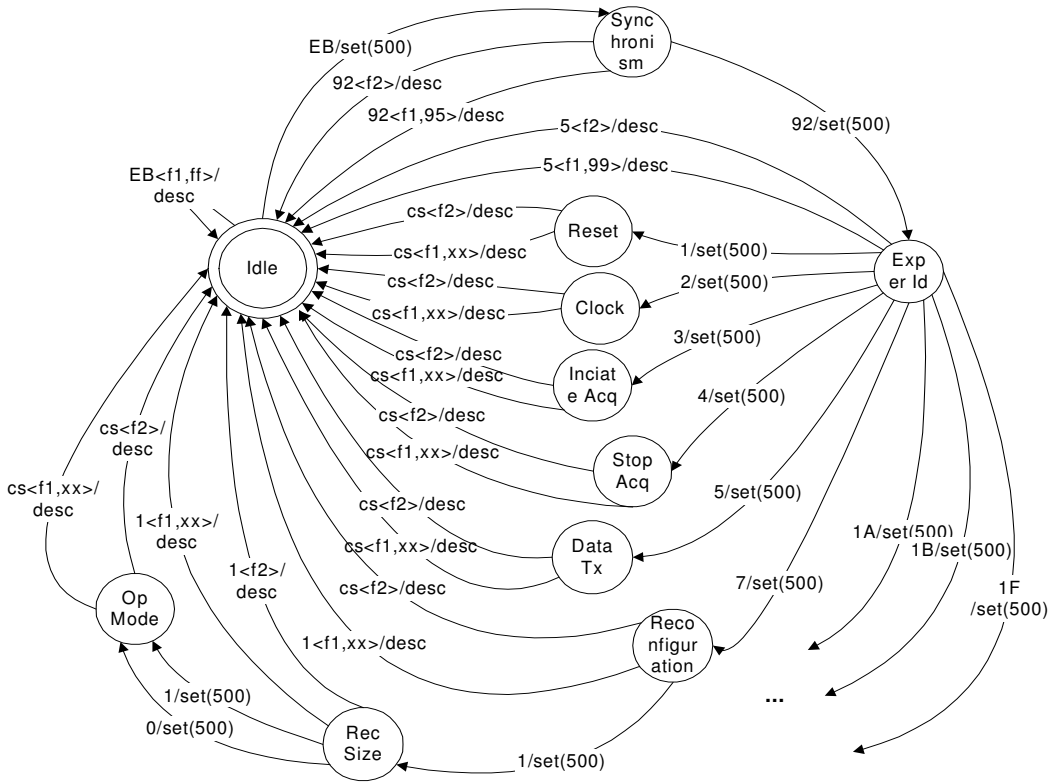 Sync
hroni
sm
EB/set(500)
92<f2>/desc
92<f1,95>/desc
5<f2>/desc
92/set(500)
5<f1,99>/desc
EB<f1,ff>/
desc
cs<f2>/desc
Reset
cs<f1,xx>/desc
1/set(500)
Idle
Exp
er Id
cs<f2>/desc
2/set(500)
Clock
cs<f1,xx>/desc
3/set(500)
cs<f2>/desc
cs<f1,xx>/desc
Inciat
e Acq
4/set(500)
cs<f2>/desc
cs<f2>/
desc
cs<f1,xx>/desc
Stop
Acq
cs<f1,xx>/
desc
5/set(500)
cs<f2>/desc
1<f1,xx>/
desc
1A/set(500)
cs<f1,xx>/desc
Data
Tx
1B/set(500)
1<f2>/
desc
cs<f2>/desc
7/set(500)
1F
/set(500)
Op
Mode
Reco
nfigur
ation
1<f1,xx>/desc
...
1/set(500)
0/set(500)
Rec
Size
1/set(500)